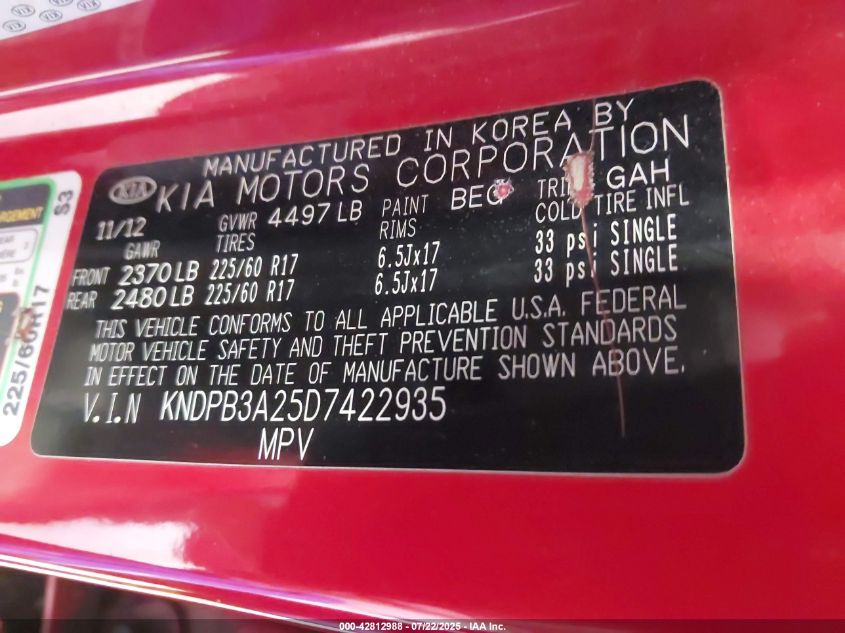 MANUFACTURED IN KOREA BY
KIA KIA MOTORS CORPORATION
11/12 GVWR 4497 LB PAINT BEG TRIM GAH
GAWR TIRES RIMS COLD TIRE INFL
FRONT 2370 LB 225/60 R17 6.5Jx17 33 psi SINGLE
REAR 2480 LB 225/60 R17 6.5Jx17 33 psi SINGLE
THIS VEHICLE CONFORMS TO ALL APPLICABLE U.S.A. FEDERAL
MOTOR VEHICLE SAFETY AND THEFT PREVENTION STANDARDS
IN EFFECT ON THE DATE OF MANUFACTURE SHOWN ABOVE.
V.I.N KNDPB3A25D7422935
MPV
S3
225/60R17
000-42812988 - 07/22/2025 - IAA Inc.